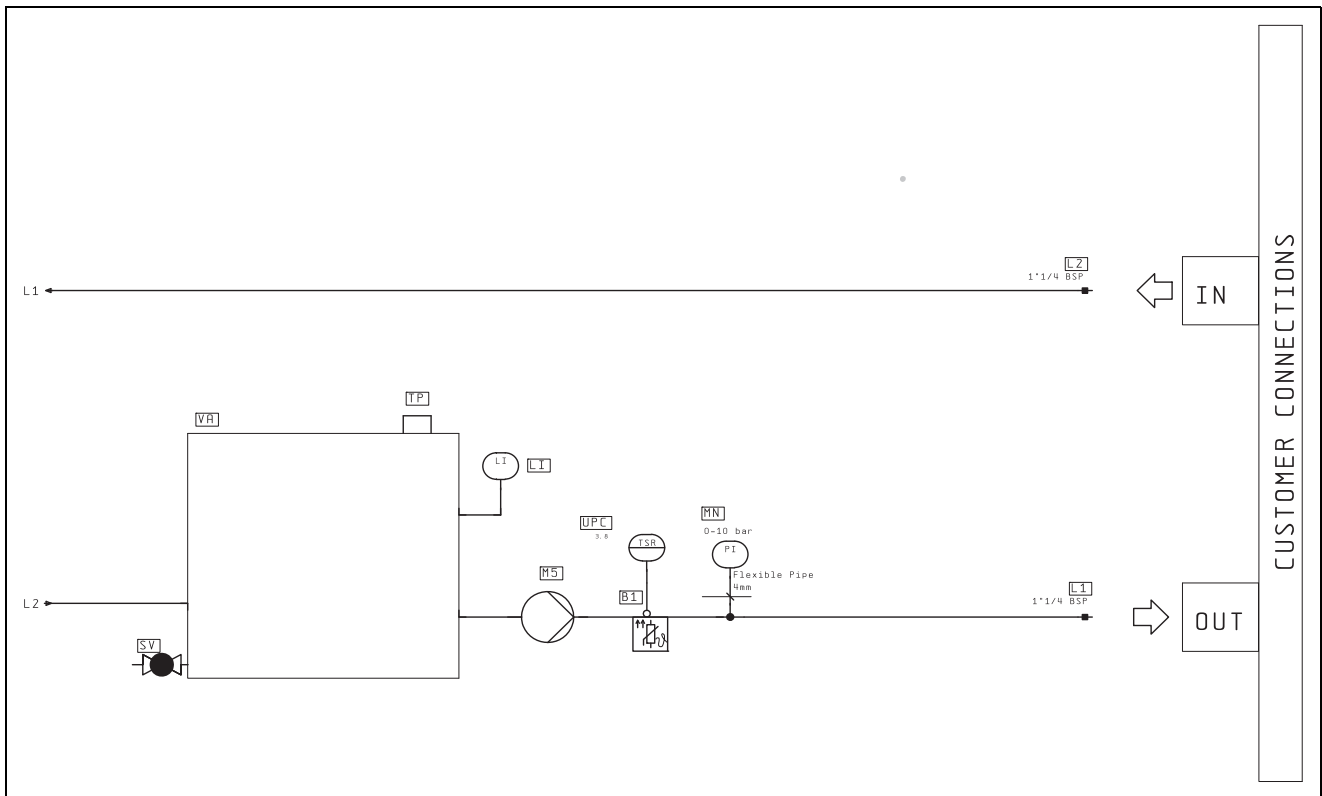 L2
1"1/4 BSP
L1
IN
CUSTOMER CONNECTIONS
TP
VA
LI
LI
MN
0-10 bar
UPC
3.8
TSR
PI
M5
Flexible Pipe
4mm
B1
L1
1"1/4 BSP
L2
OUT
SV